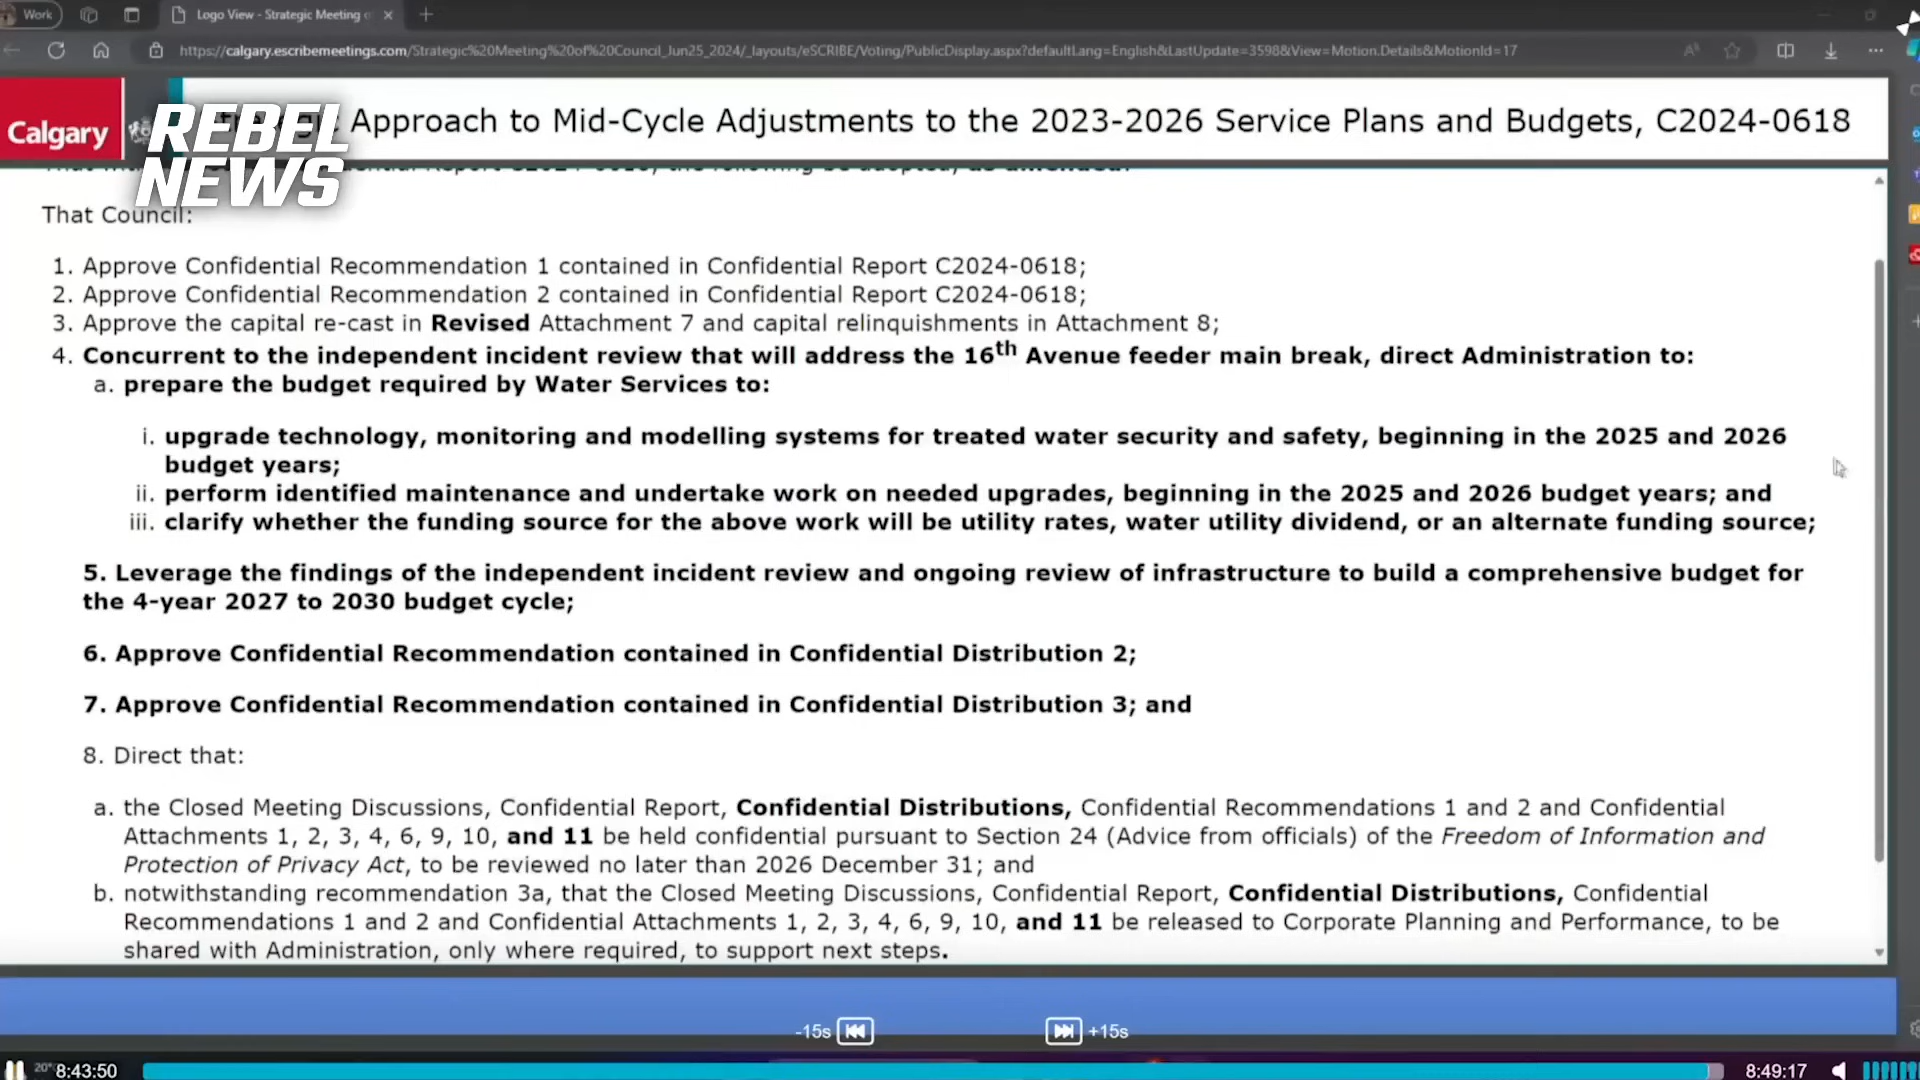 Work
Logo View - Strategic Meeting o
https://calgary.escribemeetings.com/Strategic%20Meeting%20of%20Council_Jun25_2024/_layouts/eSCRIBE/Voting/PublicDisplay.aspx?defaultLang=English&LastUpdate=3598&View=Motion.Details&MotionId=17
Calgary
REBEL
NEWS
Approach to Mid-Cycle Adjustments to the 2023-2026 Service Plans and Budgets, C2024-0618
That Council:
1. Approve Confidential Recommendation 1 contained in Confidential Report C2024-0618;
2. Approve Confidential Recommendation 2 contained in Confidential Report C2024-0618;
3. Approve the capital re-cast in Revised Attachment 7 and capital relinquishments in Attachment 8;
4. Concurrent to the independent incident review that will address the 16th Avenue feeder main break, direct Administration to:
a. prepare the budget required by Water Services to:
i. upgrade technology, monitoring and modelling systems for treated water security and safety, beginning in the 2025 and 2026
budget years;
ii. perform identified maintenance and undertake work on needed upgrades, beginning in the 2025 and 2026 budget years; and
iii. clarify whether the funding source for the above work will be utility rates, water utility dividend, or an alternate funding source;
5. Leverage the findings of the independent incident review and ongoing review of infrastructure to build a comprehensive budget for
the 4-year 2027 to 2030 budget cycle;
6. Approve Confidential Recommendation contained in Confidential Distribution 2;
7. Approve Confidential Recommendation contained in Confidential Distribution 3; and
8. Direct that:
a. the Closed Meeting Discussions, Confidential Report, Confidential Distributions, Confidential Recommendations 1 and 2 and Confidential
Attachments 1, 2, 3, 4, 6, 9, 10, and 11 be held confidential pursuant to Section 24 (Advice from officials) of the Freedom of Information and
Protection of Privacy Act, to be reviewed no later than 2026 December 31; and
b. notwithstanding recommendation 3a, that the Closed Meeting Discussions, Confidential Report, Confidential Distributions, Confidential
Recommendations 1 and 2 and Confidential Attachments 1, 2, 3, 4, 6, 9, 10, and 11 be released to Corporate Planning and Performance, to be
shared with Administration, only where required, to support next steps.
-15s +15s
20° 8:43:50 8:49:17